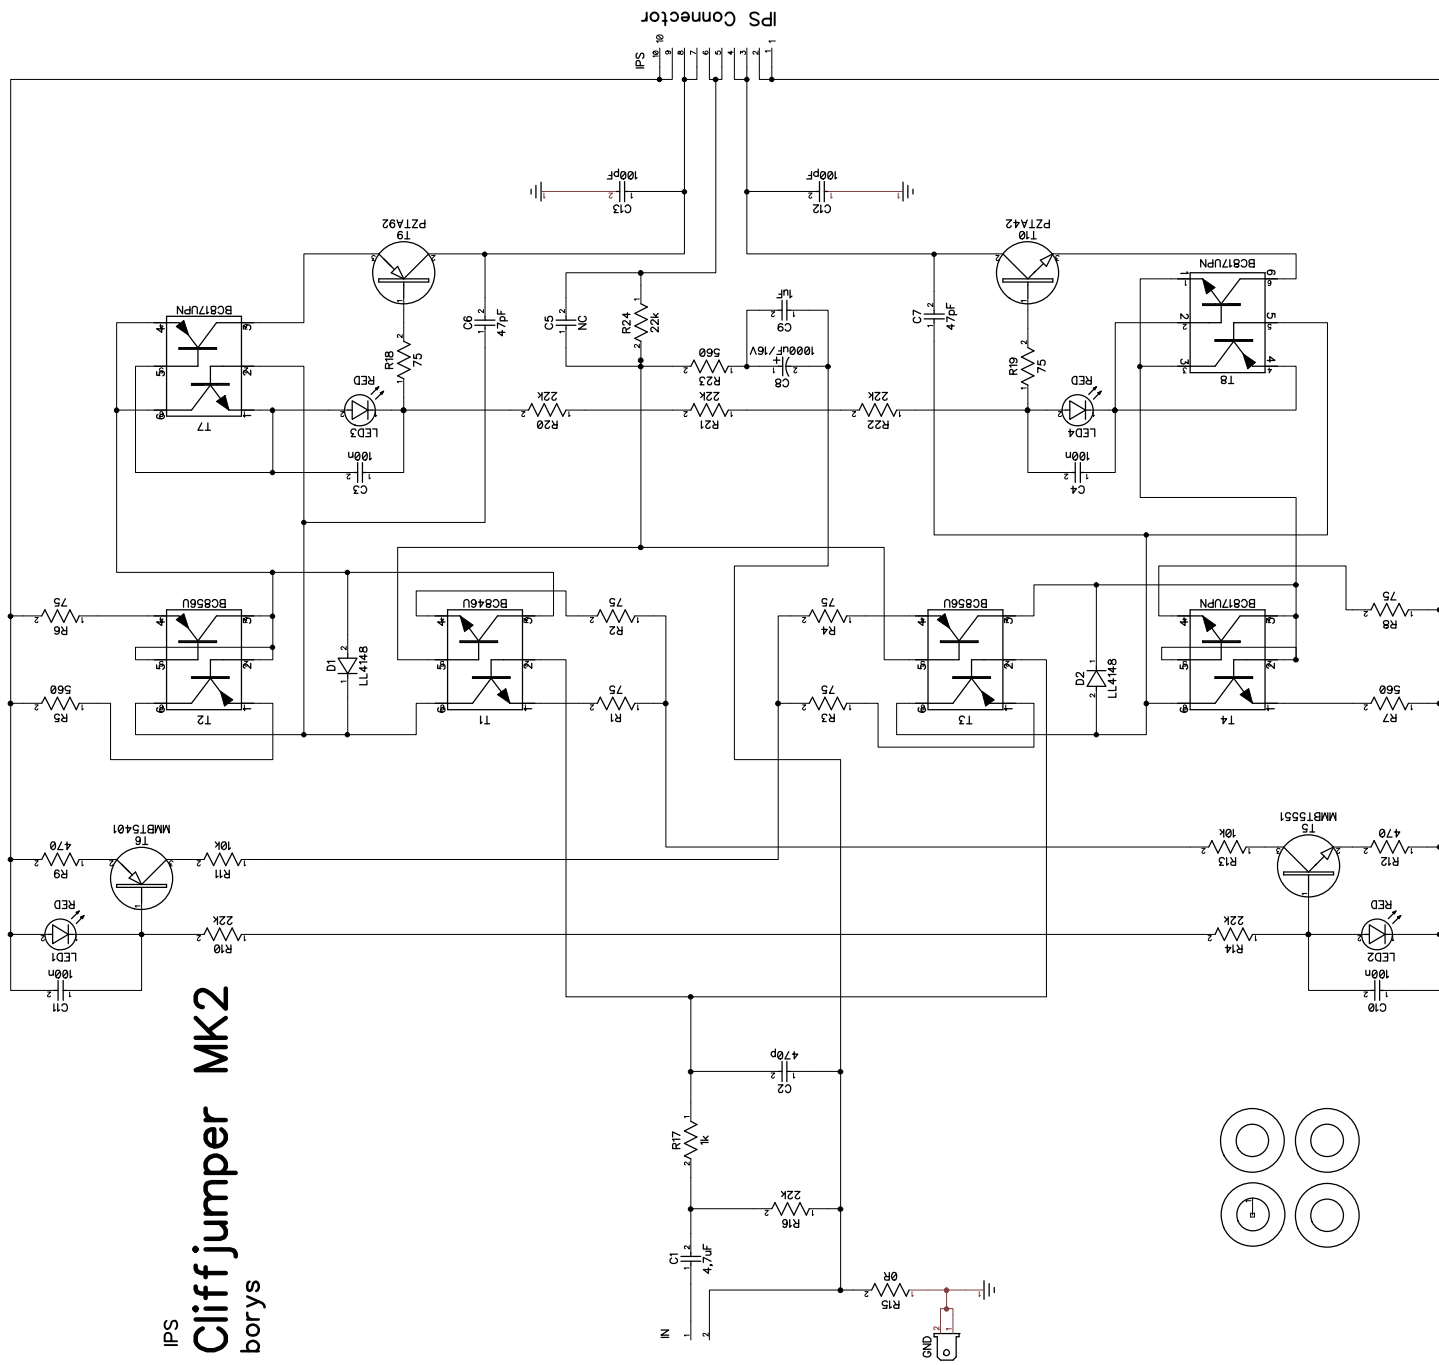 IPS Connector
IPS
10
10
9
8
7
6
5
4
3
2
1
1
C13
100pF
C12
100pF
T9
PZTA92
T10
PZTA42
BC817UPN
T7
BC817UPN
T8
R18
75
R19
75
C6
47pF
C5
NC
R24
22k
C9
1uF
C8
1000uF/16V
C7
47pF
R23
560
LED3
RED
LED4
RED
R20
22k
R21
22k
R22
22k
C3
100n
C4
100n
R6
75
BC856U
T2
R5
560
D1
LL4148
BC846U
T1
R2
75
R1
75
R4
75
R3
75
BC856U
T3
D2
LL4148
BC817UPN
T4
R8
75
R7
560
R9
470
T6
MMBT5401
R11
10k
R13
10k
T5
MMBT5551
R12
470
LED1
RED
R10
22k
R14
22k
LED2
RED
C11
100n
C10
100n
C2
470p
R17
1k
R16
22k
C1
4,7uF
IN
1
2
R15
0R
GND
IPS
Cliffjumper MK2
borys